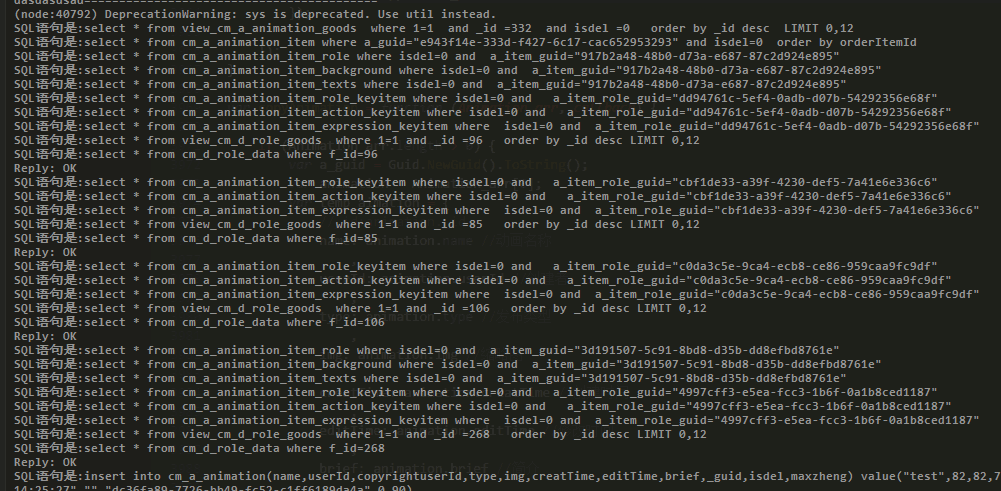 (node:40792) DeprecationWarning: sys is deprecated. Use util instead.
SQL语句是:select * from view_cm_a_animation_goods  where 1=1  and _id =332  and isdel =0   order by _id desc  LIMIT 0,12
SQL语句是:select * from cm_a_animation_item where a_guid="e943f14e-333d-f427-6c17-cac652953293" and isdel=0  order by orderItemId
SQL语句是:select * from cm_a_animation_item_role where isdel=0 and  a_item_guid="917b2a48-48b0-d73a-e687-87c2d924e895"
SQL语句是:select * from cm_a_animation_item_background where isdel=0 and  a_item_guid="917b2a48-48b0-d73a-e687-87c2d924e895"
SQL语句是:select * from cm_a_animation_item_texts where isdel=0 and  a_item_guid="917b2a48-48b0-d73a-e687-87c2d924e895"
SQL语句是:select * from cm_a_animation_item_role_keyitem where isdel=0 and   a_item_role_guid="dd94761c-5ef4-0adb-d07b-54292356e68f"
SQL语句是:select * from cm_a_animation_item_action_keyitem where isdel=0 and   a_item_role_guid="dd94761c-5ef4-0adb-d07b-54292356e68f"
SQL语句是:select * from cm_a_animation_item_expression_keyitem where  isdel=0 and  a_item_role_guid="dd94761c-5ef4-0adb-d07b-54292356e68f"
SQL语句是:select * from view_cm_d_role_goods  where 1=1 and _id =96   order by _id desc LIMIT 0,12
SQL语句是:select * from cm_d_role_data where f_id=96
Reply: OK
SQL语句是:select * from cm_a_animation_item_role_keyitem where isdel=0 and   a_item_role_guid="cbf1de33-a39f-4230-def5-7a41e6e336c6"
SQL语句是:select * from cm_a_animation_item_action_keyitem where isdel=0 and   a_item_role_guid="cbf1de33-a39f-4230-def5-7a41e6e336c6"
SQL语句是:select * from cm_a_animation_item_expression_keyitem where  isdel=0 and  a_item_role_guid="cbf1de33-a39f-4230-def5-7a41e6e336c6"
SQL语句是:select * from view_cm_d_role_goods  where 1=1 and _id =85   order by _id desc LIMIT 0,12
SQL语句是:select * from cm_d_role_data where f_id=85
Reply: OK
SQL语句是:select * from cm_a_animation_item_role_keyitem where isdel=0 and   a_item_role_guid="c0da3c5e-9ca4-ecb8-ce86-959caa9fc9df"
SQL语句是:select * from cm_a_animation_item_action_keyitem where isdel=0 and   a_item_role_guid="c0da3c5e-9ca4-ecb8-ce86-959caa9fc9df"
SQL语句是:select * from cm_a_animation_item_expression_keyitem where  isdel=0 and  a_item_role_guid="c0da3c5e-9ca4-ecb8-ce86-959caa9fc9df"
SQL语句是:select * from view_cm_d_role_goods  where 1=1 and _id =106   order by _id desc LIMIT 0,12
SQL语句是:select * from cm_d_role_data where f_id=106
Reply: OK
SQL语句是:select * from cm_a_animation_item_role where isdel=0 and  a_item_guid="3d191507-5c91-8bd8-d35b-dd8efbd8761e"
SQL语句是:select * from cm_a_animation_item_background where isdel=0 and  a_item_guid="3d191507-5c91-8bd8-d35b-dd8efbd8761e"
SQL语句是:select * from cm_a_animation_item_texts where isdel=0 and  a_item_guid="3d191507-5c91-8bd8-d35b-dd8efbd8761e"
SQL语句是:select * from cm_a_animation_item_role_keyitem where isdel=0 and   a_item_role_guid="4997cff3-e5ea-fcc3-1b6f-0a1b8ced1187"
SQL语句是:select * from cm_a_animation_item_action_keyitem where isdel=0 and   a_item_role_guid="4997cff3-e5ea-fcc3-1b6f-0a1b8ced1187"
SQL语句是:select * from cm_a_animation_item_expression_keyitem where  isdel=0 and  a_item_role_guid="4997cff3-e5ea-fcc3-1b6f-0a1b8ced1187"
SQL语句是:select * from view_cm_d_role_goods  where 1=1 and _id =268   order by _id desc LIMIT 0,12
SQL语句是:select * from cm_d_role_data where f_id=268
Reply: OK
SQL语句是:insert into cm_a_animation(name,userId,copyrightuserId,type,img,creatTime,editTime,brief,_guid,isdel,maxzheng) value("test",82,82,